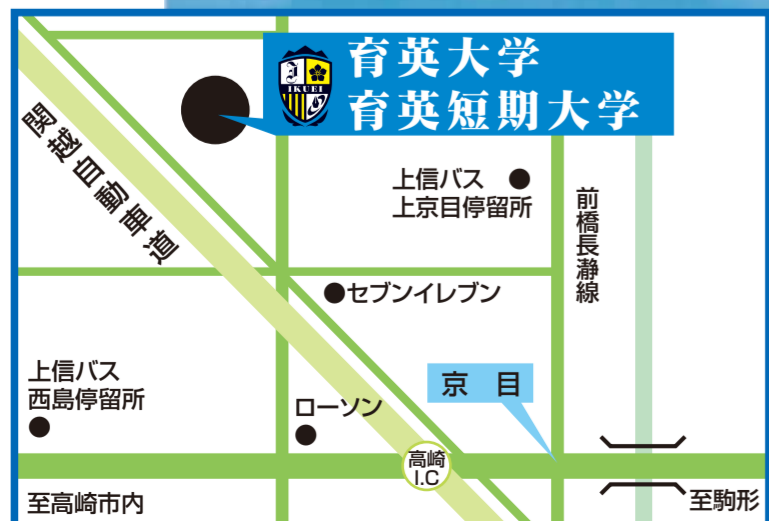 IKUEI
育英大学
育英短期大学
関越自動車道
上信バス
上京目停留所
前橋長瀞線
セブンイレブン
上信バス
西島停留所
京 目
ローソン
高崎
I.C
至高崎市内
至駒形